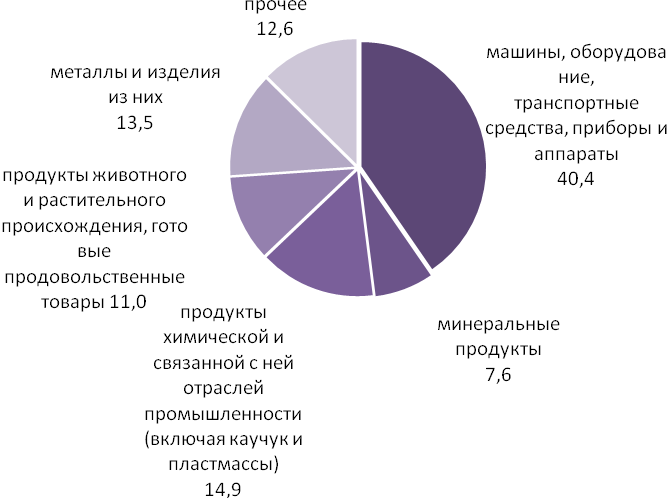 прочее
12,6
машины, оборудова
ние,
транспортные
средства, приборы и
аппараты
40,4
минеральные
продукты
7,6
продукты
химической и
связанной с ней
отраслей
промышленности
(включая каучук и
пластмассы)
14,9
продукты животного
и растительного
происхождения, гото
вые
продовольственные
товары 11,0
металлы и изделия
из них
13,5